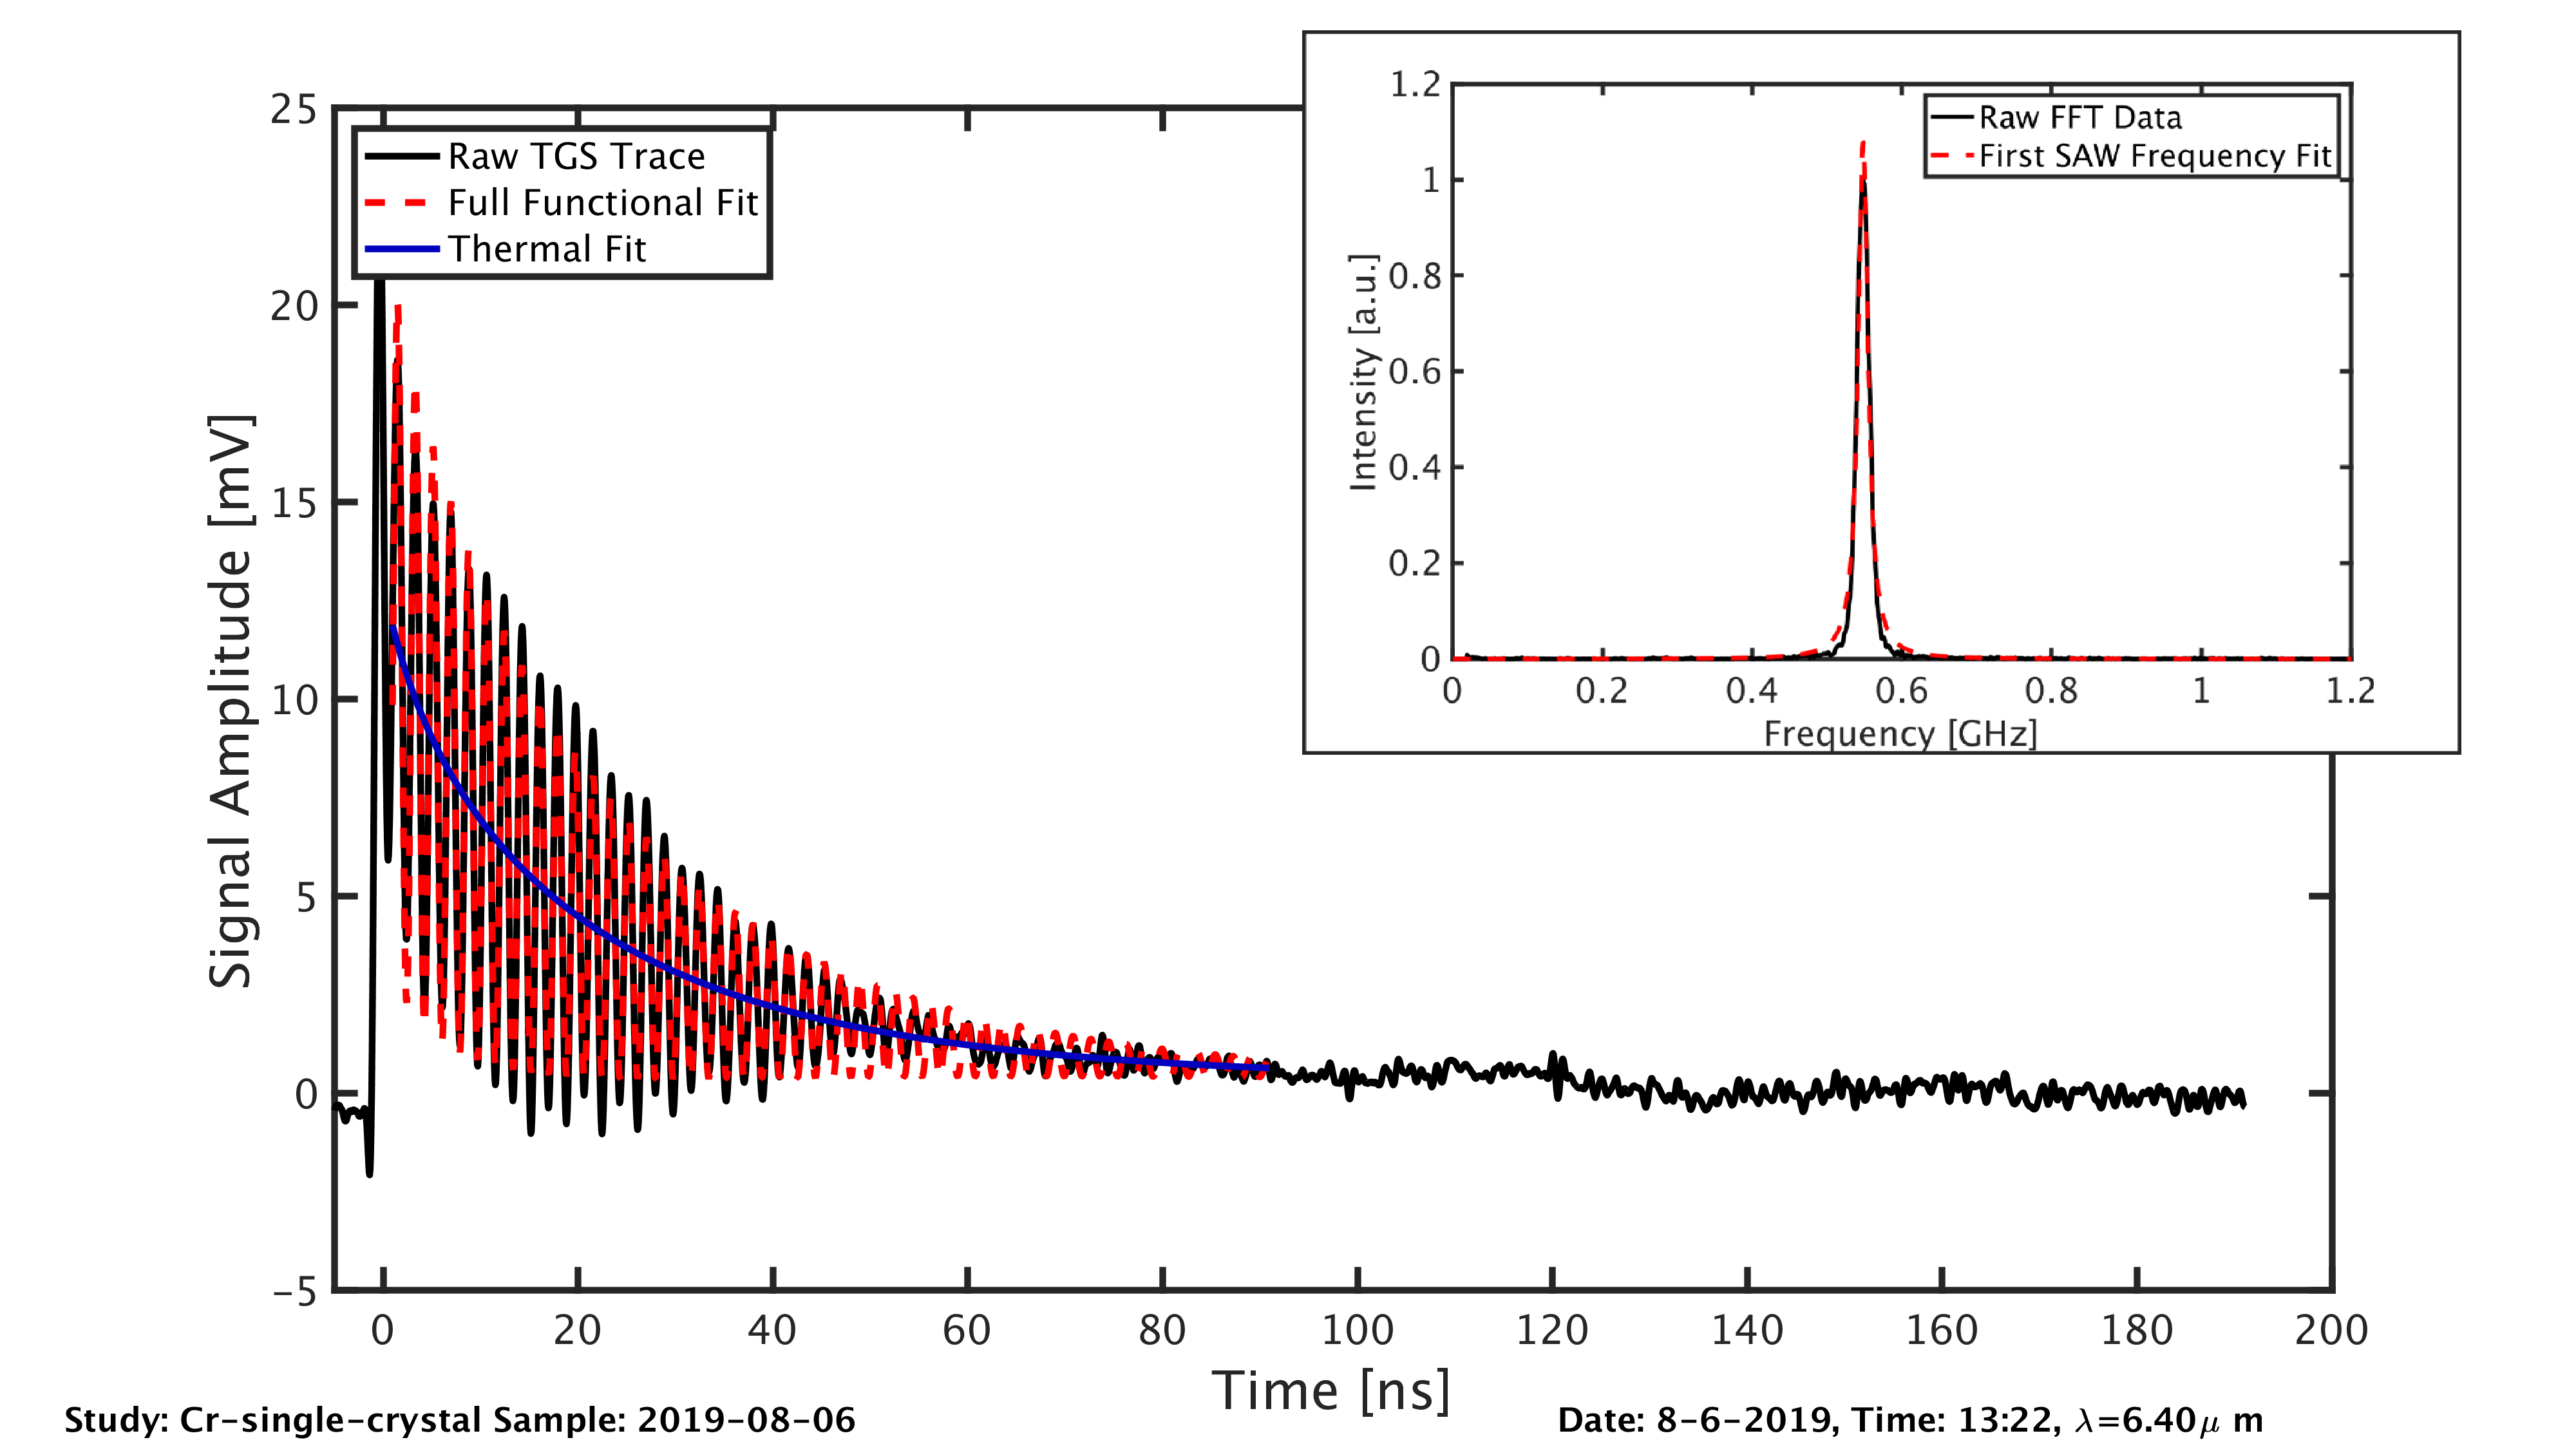 1.2
1
0.8
0.6
0.4
0.2
0
Intensity [a.u.]
Raw FFT Data
First SAW Frequency Fit
0 0.2 0.4 0.6 0.8 1 1.2
Frequency [GHz]
25
20
15
10
5
0
−5
Signal Amplitude [mV]
Raw TGS Trace
Full Functional Fit
Thermal Fit
0 20 40 60 80 100 120 140 160 180 200
Time [ns]
Study: Cr−single−crystal Sample: 2019−08−06
Date: 8−6−2019, Time: 13:22, λ=6.40μ m